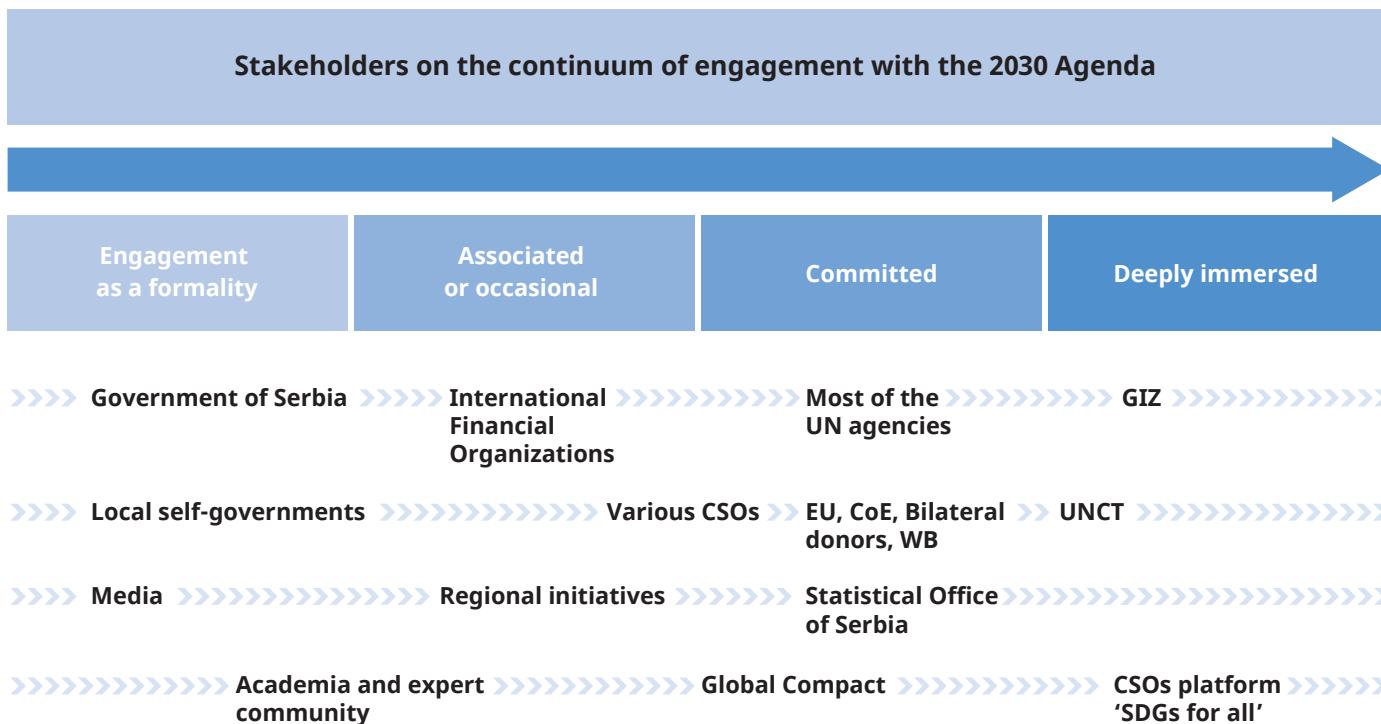 Stakeholders on the continuum of engagement with the 2030 Agenda
Engagement
as a formality
Associated
or occasional
Committed
Deeply immersed
Government of Serbia
International
Financial
Organizations
Most of the
UN agencies
GIZ
Local self-governments
Various CSOs
EU, CoE, Bilateral
donors, WB
UNCT
Media
Regional initiatives
Statistical Office
of Serbia
Academia and expert
community
Global Compact
CSOs platform
‘SDGs for all’